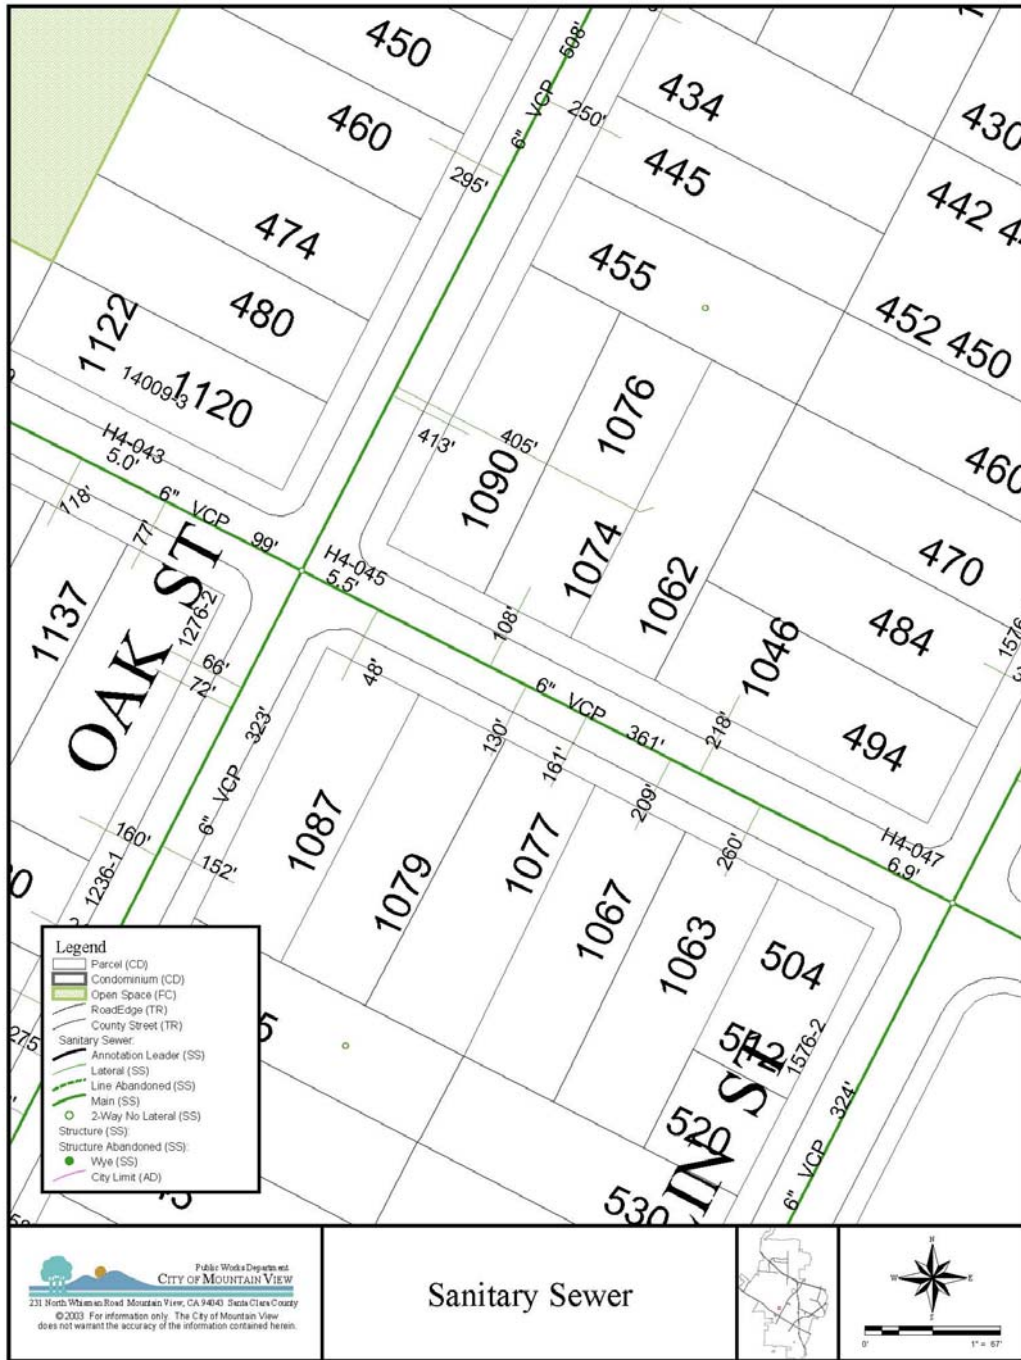 450
508'
460
6" VCP
250'
434
430
445
295'
442
474
455
480
1122
452 450
14009-3
1120
1076
413'
405'
460
H4-043
5.0'
1090
118'
6" VCP
99'
77'
H4-045
5.5'
1074
470
1062
484
1137
1276-2
108'
1046
OAK ST
66'
72'
48'
6" VCP
361'
218'
494
323'
130'
161'
209'
6" VCP
1087
260'
H4-047
6.9'
160'
152'
1236-1
1079
1077
1067
1063
504
512
1576-2
520
324'
6" VCP
530
275'
Legend
Parcel (CD)
Condominium (CD)
Open Space (FC)
RoadEdge (TR)
County Street (TR)
Sanitary Sewer:
Annotation Leader (SS)
Lateral (SS)
Line Abandoned (SS)
Main (SS)
2-Way No Lateral (SS)
Structure (SS):
Structure Abandoned (SS):
Wye (SS)
City Limit (AD)
Public Works Department
CITY OF MOUNTAIN VIEW
231 North Whisman Road Mountain View, CA 94043 Santa Clara County
©2003 For information only. The City of Mountain View
does not warrant the accuracy of the information contained herein.
Sanitary Sewer
N
W
E
S
0'
1" = 67'